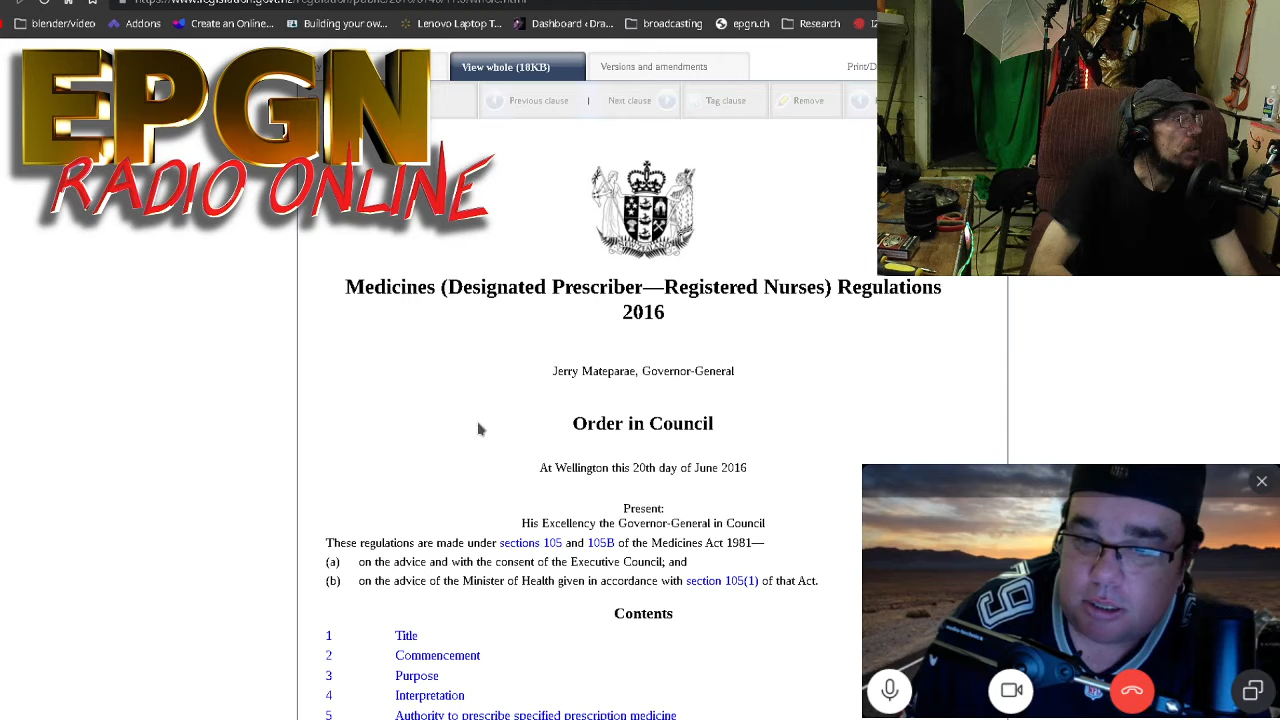 blender/video Addons Create an Online... Building your ow... Lenovo Laptop T... Dashboard ‹ Dra... broadcasting epgn.ch Research
View whole (18KB) Versions and amendments Print/D
Previous clause | Next clause Tag clause Remove
EPGN
RADIO ONLINE
Medicines (Designated Prescriber—Registered Nurses) Regulations
2016
Jerry Mateparae, Governor-General
Order in Council
At Wellington this 20th day of June 2016
Present:
His Excellency the Governor-General in Council
These regulations are made under sections 105 and 105B of the Medicines Act 1981—
(a) on the advice and with the consent of the Executive Council; and
(b) on the advice of the Minister of Health given in accordance with section 105(1) of that Act.
Contents
1 Title
2 Commencement
3 Purpose
4 Interpretation
5 Authority to prescribe specified prescription medicine
9
audio-technica
NFL